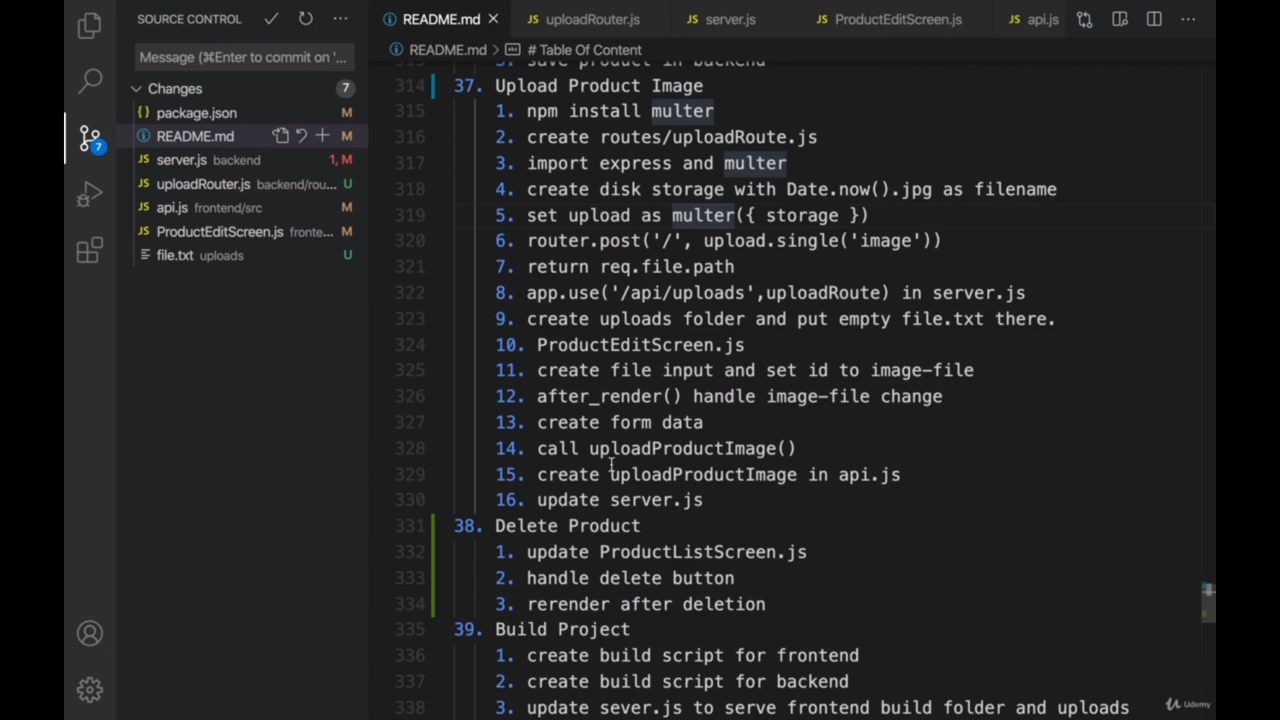 SOURCE CONTROL
Message (⌘Enter to commit on '...
Changes 7
package.json M
README.md M
server.js backend 1, M
uploadRouter.js backend/rou... U
api.js frontend/src M
ProductEditScreen.js fronte... M
file.txt uploads U
7
README.md uploadRouter.js server.js ProductEditScreen.js api.js
README.md > # Table Of Content
313 3. save product in backend
314 37. Upload Product Image
315 1. npm install multer
316 2. create routes/uploadRoute.js
317 3. import express and multer
318 4. create disk storage with Date.now().jpg as filename
319 5. set upload as multer({ storage })
320 6. router.post('/', upload.single('image'))
321 7. return req.file.path
322 8. app.use('/api/uploads',uploadRoute) in server.js
323 9. create uploads folder and put empty file.txt there.
324 10. ProductEditScreen.js
325 11. create file input and set id to image-file
326 12. after_render() handle image-file change
327 13. create form data
328 14. call uploadProductImage()
329 15. create uploadProductImage in api.js
330 16. update server.js
331 38. Delete Product
332 1. update ProductListScreen.js
333 2. handle delete button
334 3. rerender after deletion
335 39. Build Project
336 1. create build script for frontend
337 2. create build script for backend
338 3. update sever.js to serve frontend build folder and uploads
Udemy